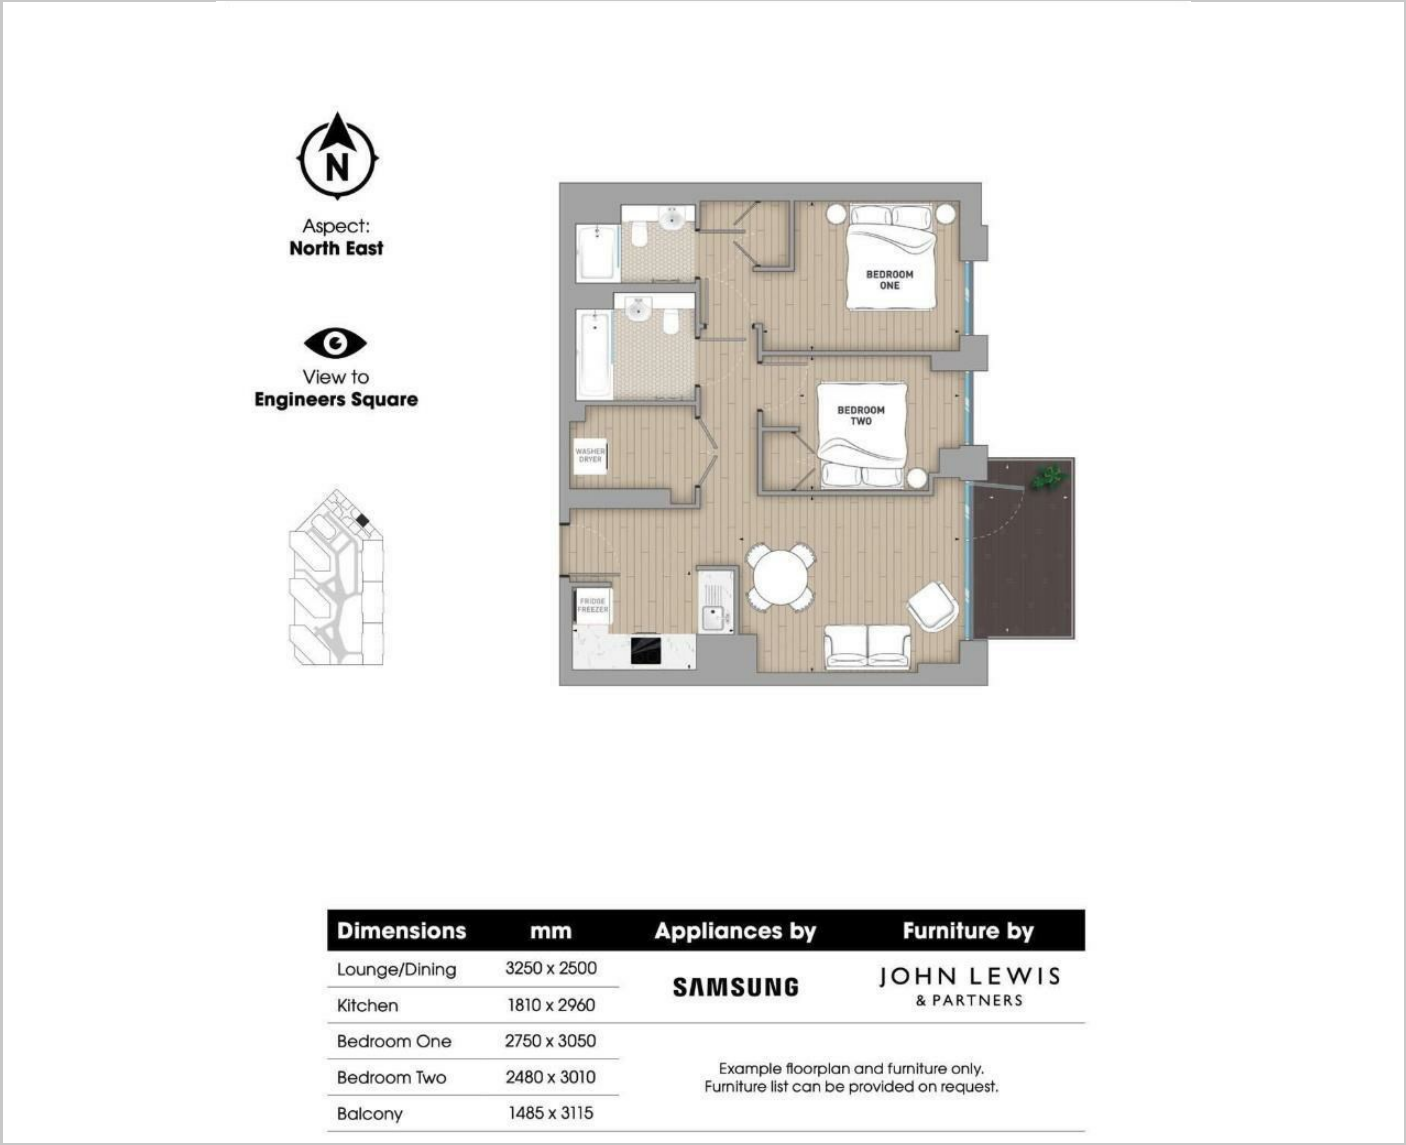 N
Aspect:
North East
View to
Engineers Square
BEDROOM
ONE
BEDROOM
TWO
WASHER
DRYER
FRIDGE
FREEZER
Dimensions mm Appliances by Furniture by
Lounge/Dining 3250 x 2500
SAMSUNG
JOHN LEWIS
& PARTNERS
Kitchen 1810 x 2960
Bedroom One 2750 x 3050
Bedroom Two 2480 x 3010
Balcony 1485 x 3115
Example floorplan and furniture only.
Furniture list can be provided on request.